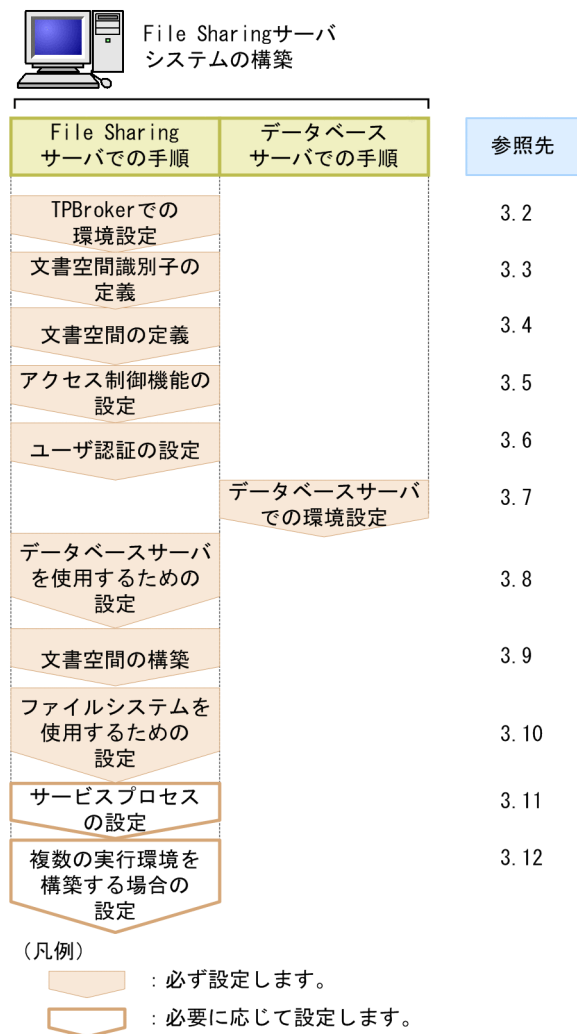 File Sharingサーバ
システムの構築
File Sharing
サーバでの手順
データベース
サーバでの手順
参照先
TPBrokerでの
環境設定
3.2
文書空間識別子の
定義
3.3
文書空間の定義
3.4
アクセス制御機能の
設定
3.5
ユーザ認証の設定
3.6
データベースサーバ
での環境設定
3.7
データベースサーバ
を使用するための
設定
3.8
文書空間の構築
3.9
ファイルシステムを
使用するための
設定
3.10
サービスプロセス
の設定
3.11
複数の実行環境を
構築する場合の
設定
3.12
(凡例)
:必ず設定します。
:必要に応じて設定します。